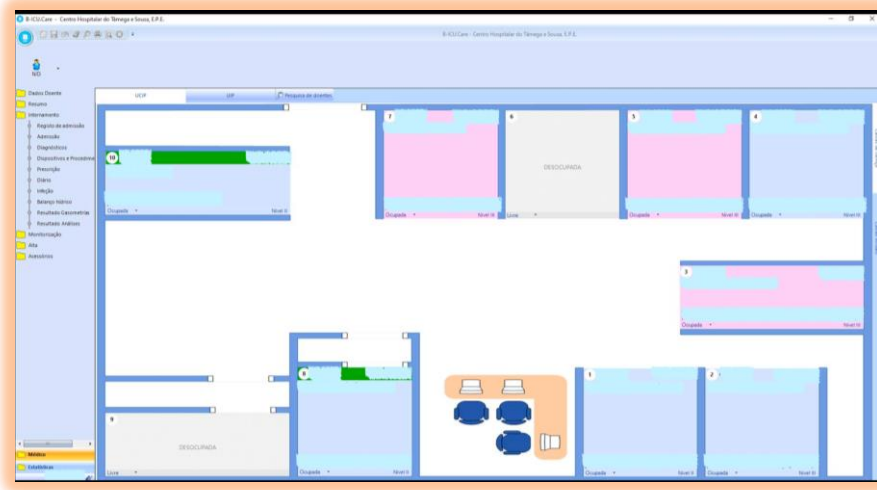 B-ICU.Care - Centro Hospitalar do Tâmega e Sousa, E.P.E.
B-ICU.Care - Centro Hospitalar do Tâmega e Sousa, E.P.E.
N/D
Dados Doente
Resumo
Internamento
Registo de admissão
Admissão
Diagnósticos
Dispositivos e Procedime
Prescrição
Diário
Infeção
Balanço hídrico
Resultado Gasometrias
Resultado Análises
Monitorização
Alta
Acessórios
Médico
Estatísticas
UCIP
Pesquisa de doentes
10
Ocupada
Nível II
7
Ocupada
Nível III
6
DESOCUPADA
Livre
5
Ocupada
Nível III
4
Ocupada
Nível III
3
Ocupada
Nível III
9
DESOCUPADA
Livre
8
Ocupada
Nível II
1
Ocupada
Nível II
2
Ocupada
Nível III